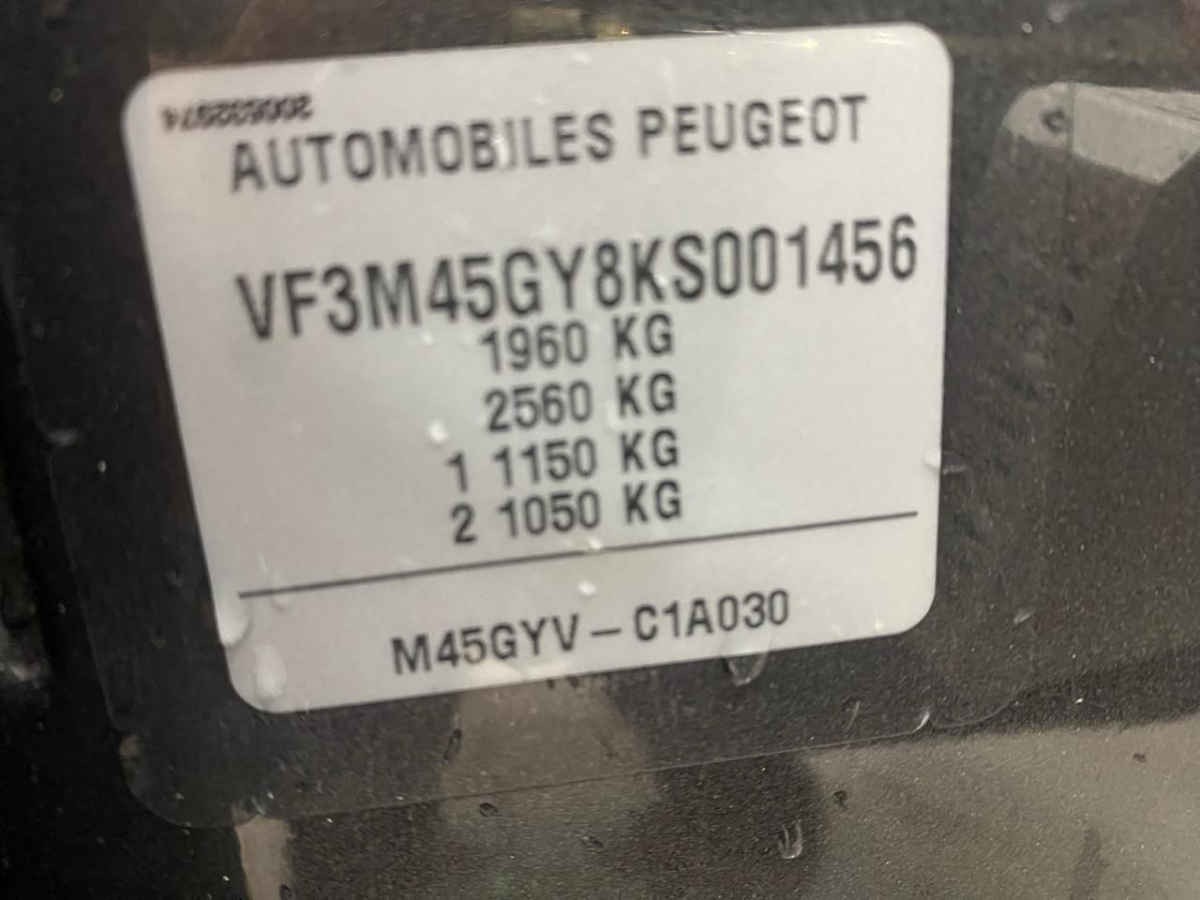 AUTOMOBILES PEUGEOT
VF3M45GY8KS001456
1960 KG
2560 KG
1 1150 KG
2 1050 KG
M45GYV – C1A030